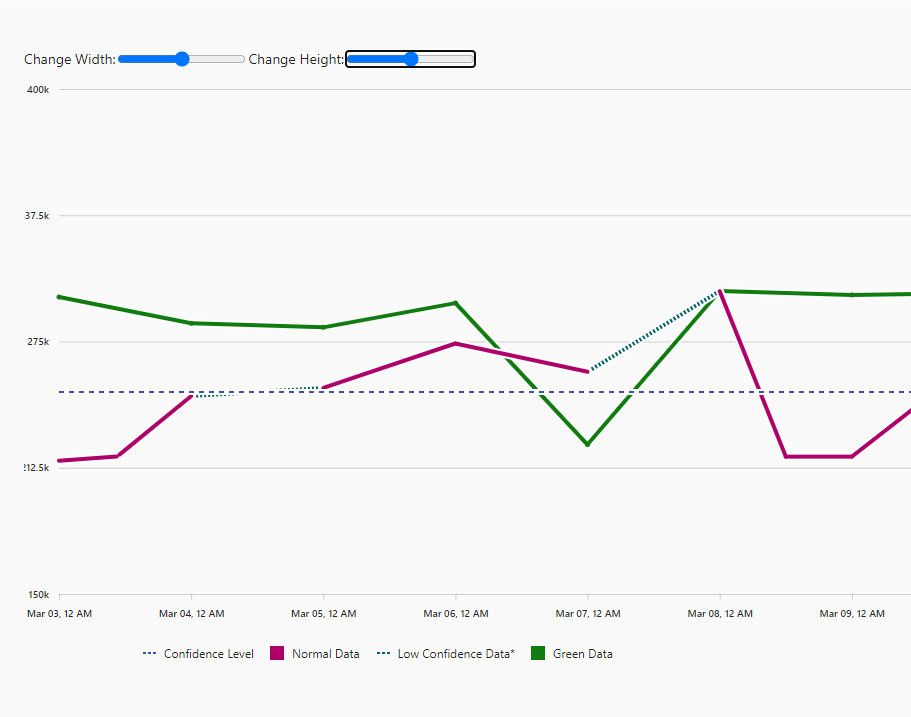 Change Width: Change Height:
400k
37.5k
275k
12.5k
150k
Mar 03, 12 AM Mar 04, 12 AM Mar 05, 12 AM Mar 06, 12 AM Mar 07, 12 AM Mar 08, 12 AM Mar 09, 12 AM
Confidence Level Normal Data Low Confidence Data* Green Data